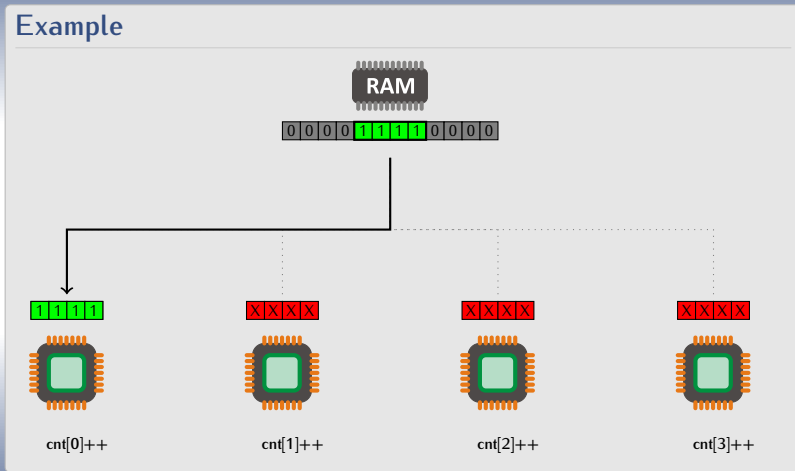 Example
RAM
0 0 0 0 1 1 1 1 0 0 0 0
1 1 1 1 X X X X X X X X X X X X
cnt[0]++ cnt[1]++ cnt[2]++ cnt[3]++